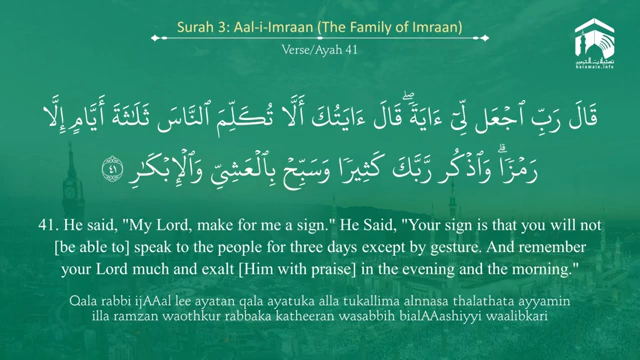 Surah 3: Aal-i-Imraan (The Family of Imraan)
Verse/Ayah 41
haramain.info
قَالَ رَبِّ ٱجْعَل لِّىٓ ءَايَةًۭ ۖ قَالَ ءَايَتُكَ أَلَّا تُكَلِّمَ ٱلنَّاسَ ثَلَـٰثَةَ أَيَّامٍ إِلَّا
رَمْزًۭا ۗ وَٱذْكُر رَّبَّكَ كَثِيرًۭا وَسَبِّحْ بِٱلْعَشِىِّ وَٱلْإِبْكَـٰرِ ٤١
41. He said, "My Lord, make for me a sign." He Said, "Your sign is that you will not
[be able to] speak to the people for three days except by gesture. And remember
your Lord much and exalt [Him with praise] in the evening and the morning."
Qala rabbi ijAAal lee ayatan qala ayatuka alla tukallima alnnasa thalathata ayyamin
illa ramzan waothkur rabbaka katheeran wasabbih bialAAashiyyi waalibkari